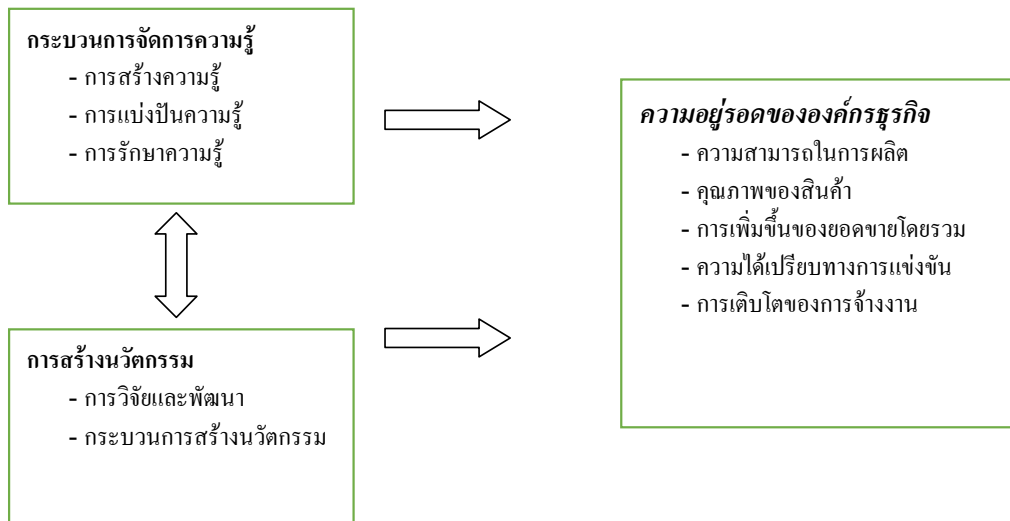 กระบวนการจัดการความรู้
- การสร้างความรู้
- การแบ่งปันความรู้
- การรักษาความรู้
การสร้างนวัตกรรม
- การวิจัยและพัฒนา
- กระบวนการสร้างนวัตกรรม
ความอยู่รอดขององค์กรธุรกิจ
- ความสามารถในการผลิต
- คุณภาพของสินค้า
- การเพิ่มขึ้นของยอดขายโดยรวม
- ความได้เปรียบทางการแข่งขัน
- การเติบโตของการจ้างงาน